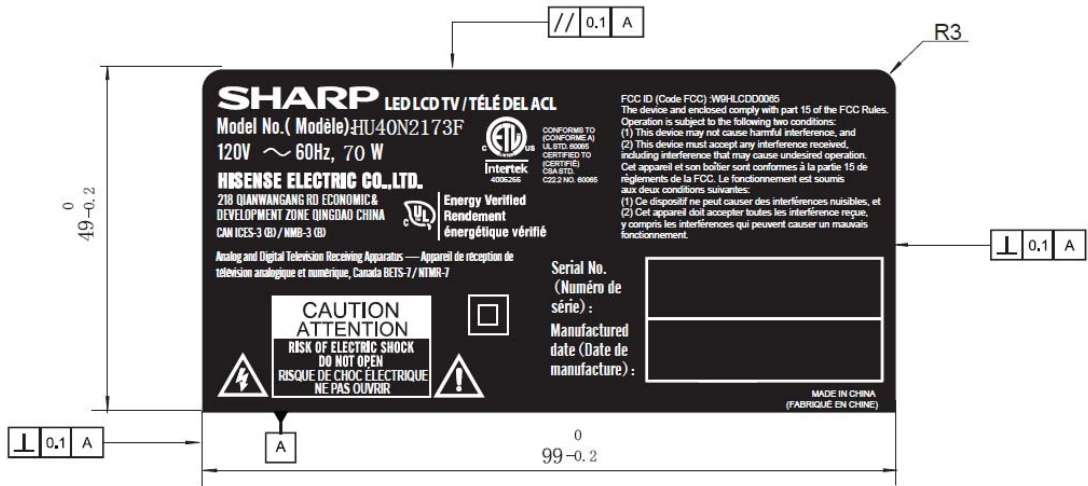 // 0.1 A
R3
SHARP LED LCD TV / TÉLÉ DEL ACL
Model No.( Modèle):HU40N2173F
120V ～ 60Hz, 70 W
HISENSE ELECTRIC CO.,LTD.
218 QIANWANGANG RD ECONOMIC &
DEVELOPMENT ZONE QINGDAO CHINA
CAN ICES-3 (B) / NMB-3 (B)
C ETL US
Intertek
4006266
CONFORMS TO
(CONFORME A)
UL STD. 60065
CERTIFIED TO
(CERTIFIÉ)
CSA STD.
C22.2 NO. 60065
C UL
Energy Verified
Rendement
énergétique vérifié
Analog and Digital Television Receiving Apparatus — Appareil de réception de
télévision analogique et numérique, Canada BETS-7 / NTMR-7
FCC ID (Code FCC) :W9HLCDD0065
The device and enclosed comply with part 15 of the FCC Rules.
Operation is subject to the following two conditions:
(1) This device may not cause harmful interference, and
(2) This device must accept any interference received,
including interference that may cause undesired operation.
Cet appareil et son boîtier sont conformes à la partie 15 de
règlements de la FCC. Le fonctionnement est soumis
aux deux conditions suivantes:
(1) Ce dispositif ne peut causer des interférences nuisibles, et
(2) Cet appareil doit accepter toutes les interférence reçue,
y compris les interférences qui peuvent causer un mauvais
fonctionnement.
CAUTION
ATTENTION
RISK OF ELECTRIC SHOCK
DO NOT OPEN
RISQUE DE CHOC ÉLECTRIQUE
NE PAS OUVRIR
Serial No.
(Numéro de
série) :
Manufactured
date (Date de
manufacture) :
MADE IN CHINA
(FABRIQUÉ EN CHINE)
0
49-0.2
⊥ 0.1 A
⊥ 0.1 A
A
0
99-0.2